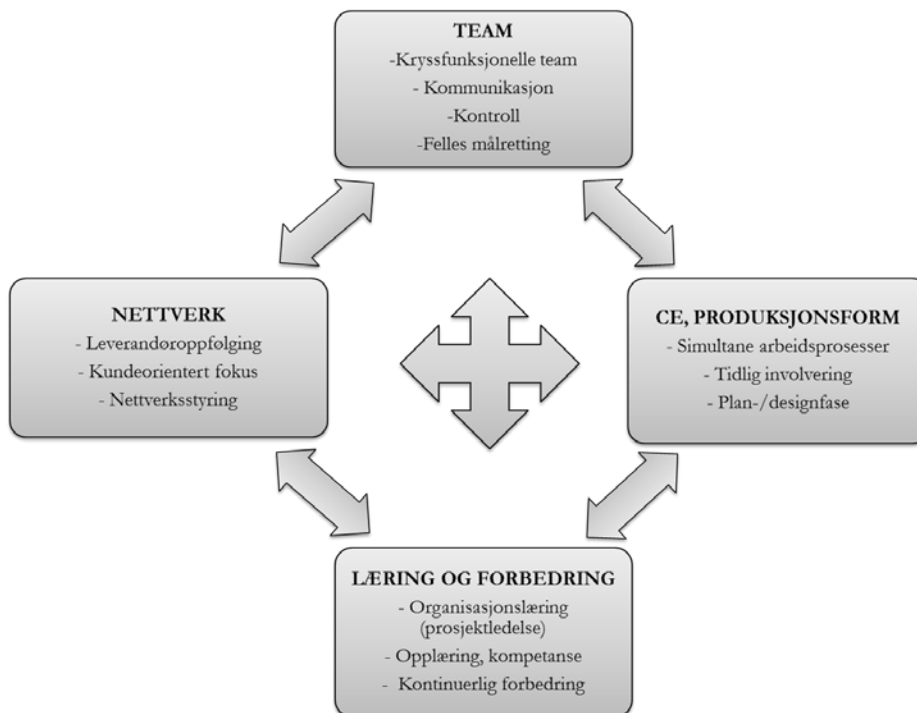 TEAM
-Kryssfunksjonelle team
- Kommunikasjon
-Kontroll
-Felles målretting
NETTVERK
- Leverandøroppfølging
- Kundeorientert fokus
- Nettverksstyring
CE, PRODUKSJONSFORM
- Simultane arbeidsprosesser
- Tidlig involvering
- Plan-/designfase
LÆRING OG FORBEDRING
- Organisasjonslæring
(prosjektledelse)
- Opplæring, kompetanse
- Kontinuerlig forbedring